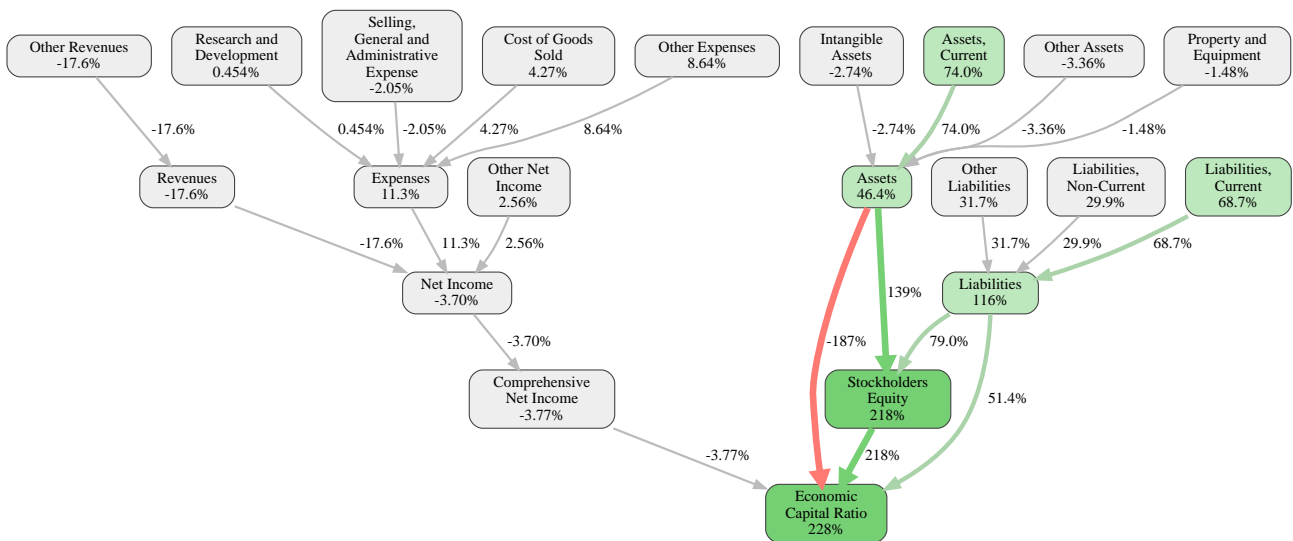 Other Revenues
-17.6%
Research and
Development
0.454%
Selling,
General and
Administrative
Expense
-2.05%
Cost of Goods
Sold
4.27%
Other Expenses
8.64%
Intangible
Assets
-2.74%
Assets,
Current
74.0%
Other Assets
-3.36%
Property and
Equipment
-1.48%
-17.6%
0.454%
-2.05%
4.27%
8.64%
-2.74%
74.0%
-3.36%
-1.48%
Revenues
-17.6%
Expenses
11.3%
Other Net
Income
2.56%
Assets
46.4%
Other
Liabilities
31.7%
Liabilities,
Non-Current
29.9%
Liabilities,
Current
68.7%
-17.6%
11.3%
2.56%
31.7%
29.9%
68.7%
Net Income
-3.70%
139%
Liabilities
116%
-3.70%
-187%
79.0%
Comprehensive
Net Income
-3.77%
Stockholders
Equity
218%
51.4%
-3.77%
218%
Economic
Capital Ratio
228%